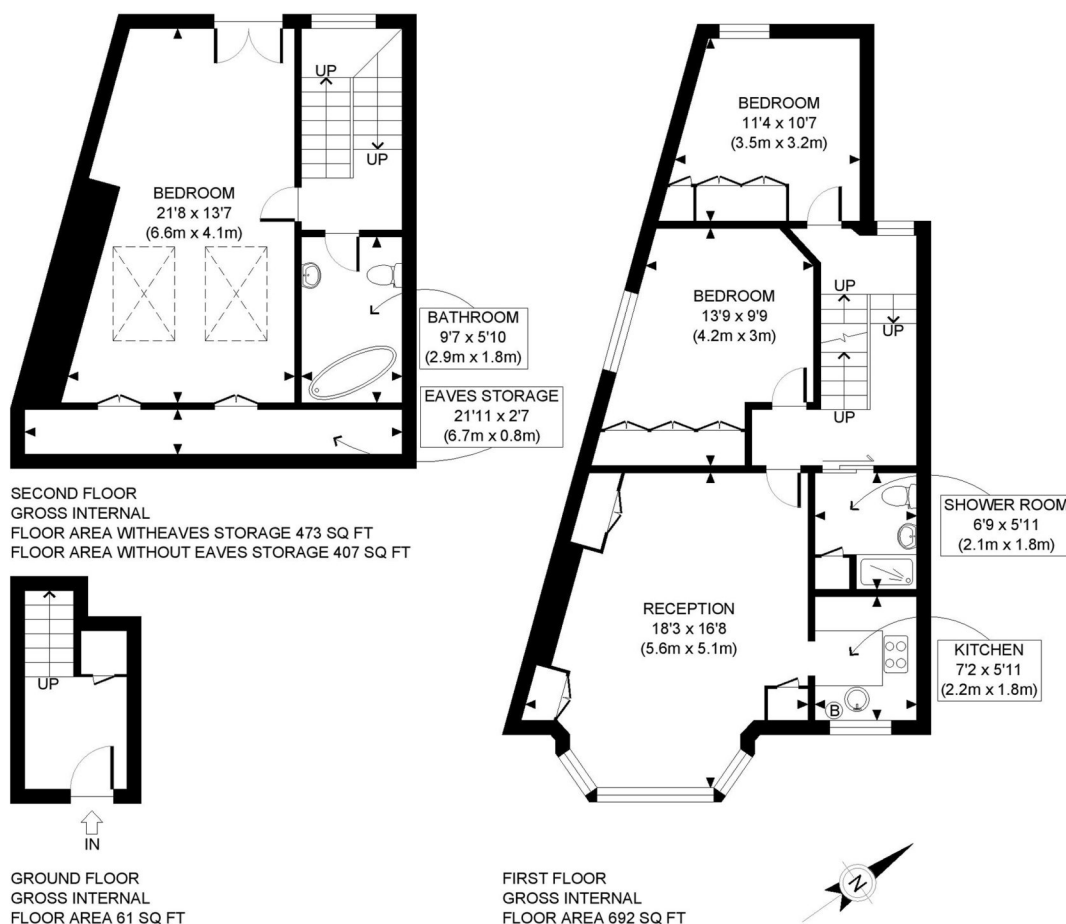 UP
UP
BEDROOM
21'8 x 13'7
(6.6m x 4.1m)
BATHROOM
9'7 x 5'10
(2.9m x 1.8m)
EAVES STORAGE
21'11 x 2'7
(6.7m x 0.8m)
SECOND FLOOR
GROSS INTERNAL
FLOOR AREA WITHEAVES STORAGE 473 SQ FT
FLOOR AREA WITHOUT EAVES STORAGE 407 SQ FT
UP
IN
GROUND FLOOR
GROSS INTERNAL
FLOOR AREA 61 SQ FT
BEDROOM
11'4 x 10'7
(3.5m x 3.2m)
BEDROOM
13'9 x 9'9
(4.2m x 3m)
UP
UP
UP
SHOWER ROOM
6'9 x 5'11
(2.1m x 1.8m)
RECEPTION
18'3 x 16'8
(5.6m x 5.1m)
KITCHEN
7'2 x 5'11
(2.2m x 1.8m)
B
FIRST FLOOR
GROSS INTERNAL
FLOOR AREA 692 SQ FT
N